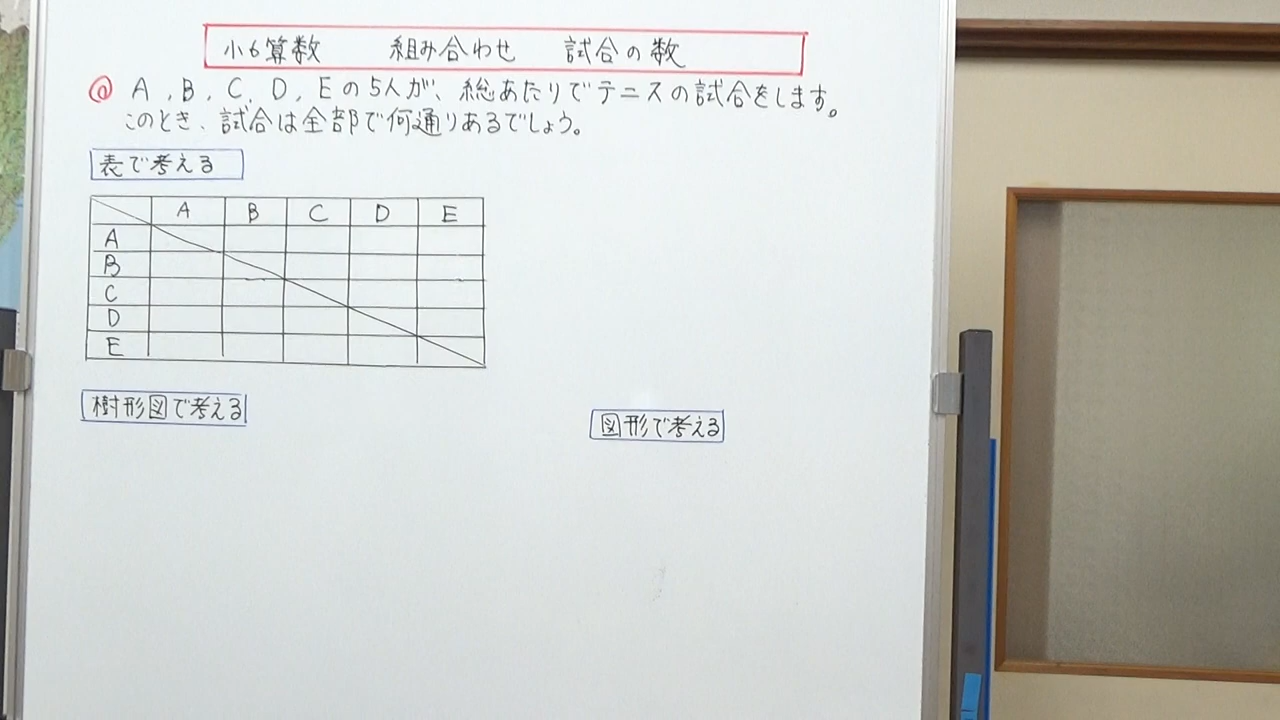 小6算数 組み合わせ 試合の数
@ A, B, C, D, Eの5人が、総あたりでテニスの試合をします。
このとき、試合は全部で何通りあるでしょう。
表で考える
A B C D E
A
B
C
D
E
樹形図で考える
図形で考える